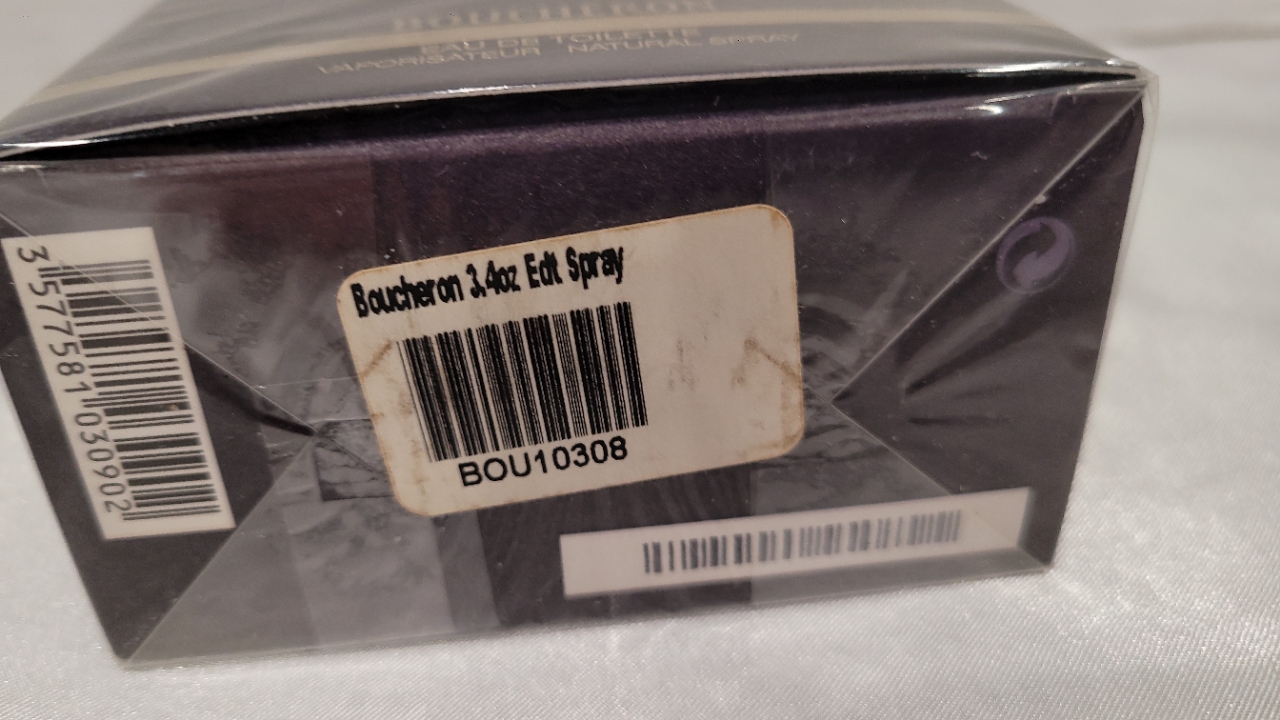 BOUCHERON
EAU DE TOILETTE
VAPORISATEUR NATURAL SPRAY
Boucheron 3.4oz Edt Spray
BOU10308
3 577581 030902